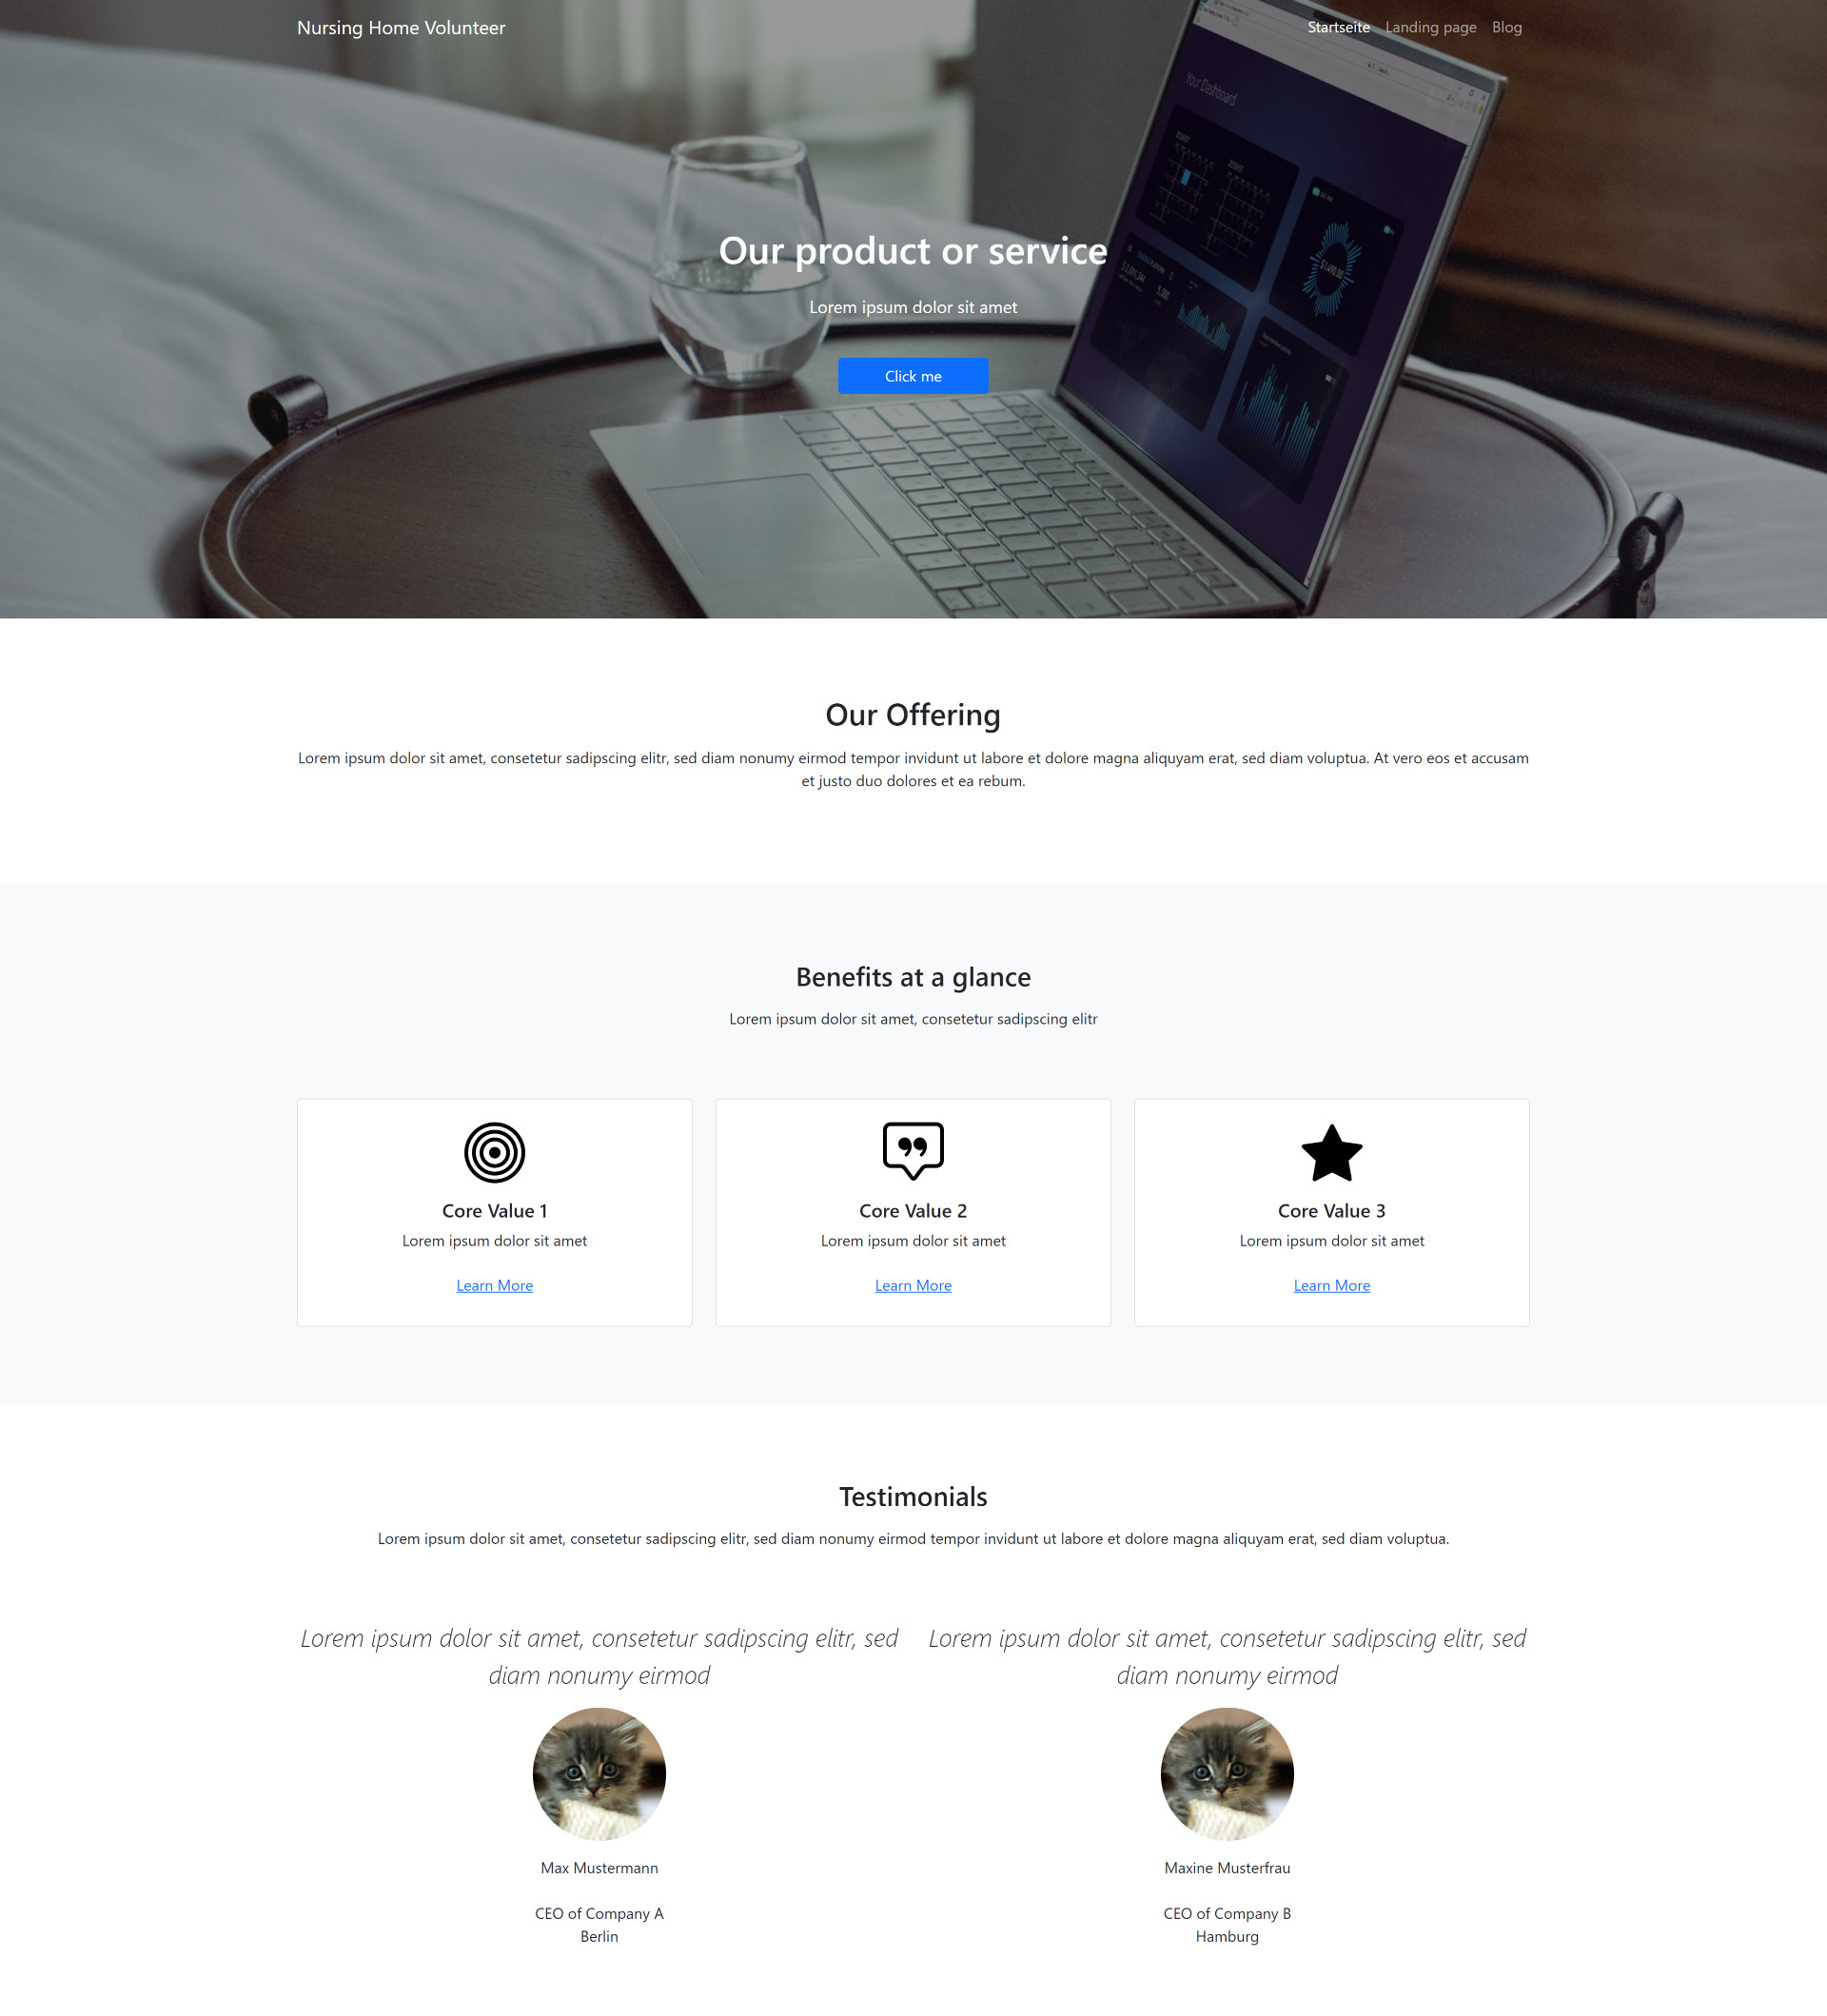 Nursing Home Volunteer
Startseite Landing page Blog
Your Dashboard
Our product or service
Lorem ipsum dolor sit amet
Click me
Our Offering
Lorem ipsum dolor sit amet, consetetur sadipscing elitr, sed diam nonumy eirmod tempor invidunt ut labore et dolore magna aliquyam erat, sed diam voluptua. At vero eos et accusam
et justo duo dolores et ea rebum.
Benefits at a glance
Lorem ipsum dolor sit amet, consetetur sadipscing elitr
Core Value 1
Lorem ipsum dolor sit amet
Learn More
Core Value 2
Lorem ipsum dolor sit amet
Learn More
Core Value 3
Lorem ipsum dolor sit amet
Learn More
Testimonials
Lorem ipsum dolor sit amet, consetetur sadipscing elitr, sed diam nonumy eirmod tempor invidunt ut labore et dolore magna aliquyam erat, sed diam voluptua.
Lorem ipsum dolor sit amet, consetetur sadipscing elitr, sed
diam nonumy eirmod
Max Mustermann
CEO of Company A
Berlin
Lorem ipsum dolor sit amet, consetetur sadipscing elitr, sed
diam nonumy eirmod
Maxine Musterfrau
CEO of Company B
Hamburg